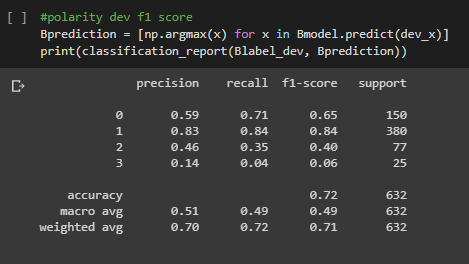 [ ] #polarity dev f1 score
Bprediction = [np.argmax(x) for x in Bmodel.predict(dev_x)]
print(classification_report(Blabel_dev, Bprediction))
precision recall f1-score support
0 0.59 0.71 0.65 150
1 0.83 0.84 0.84 380
2 0.46 0.35 0.40 77
3 0.14 0.04 0.06 25
accuracy 0.72 632
macro avg 0.51 0.49 0.49 632
weighted avg 0.70 0.72 0.71 632